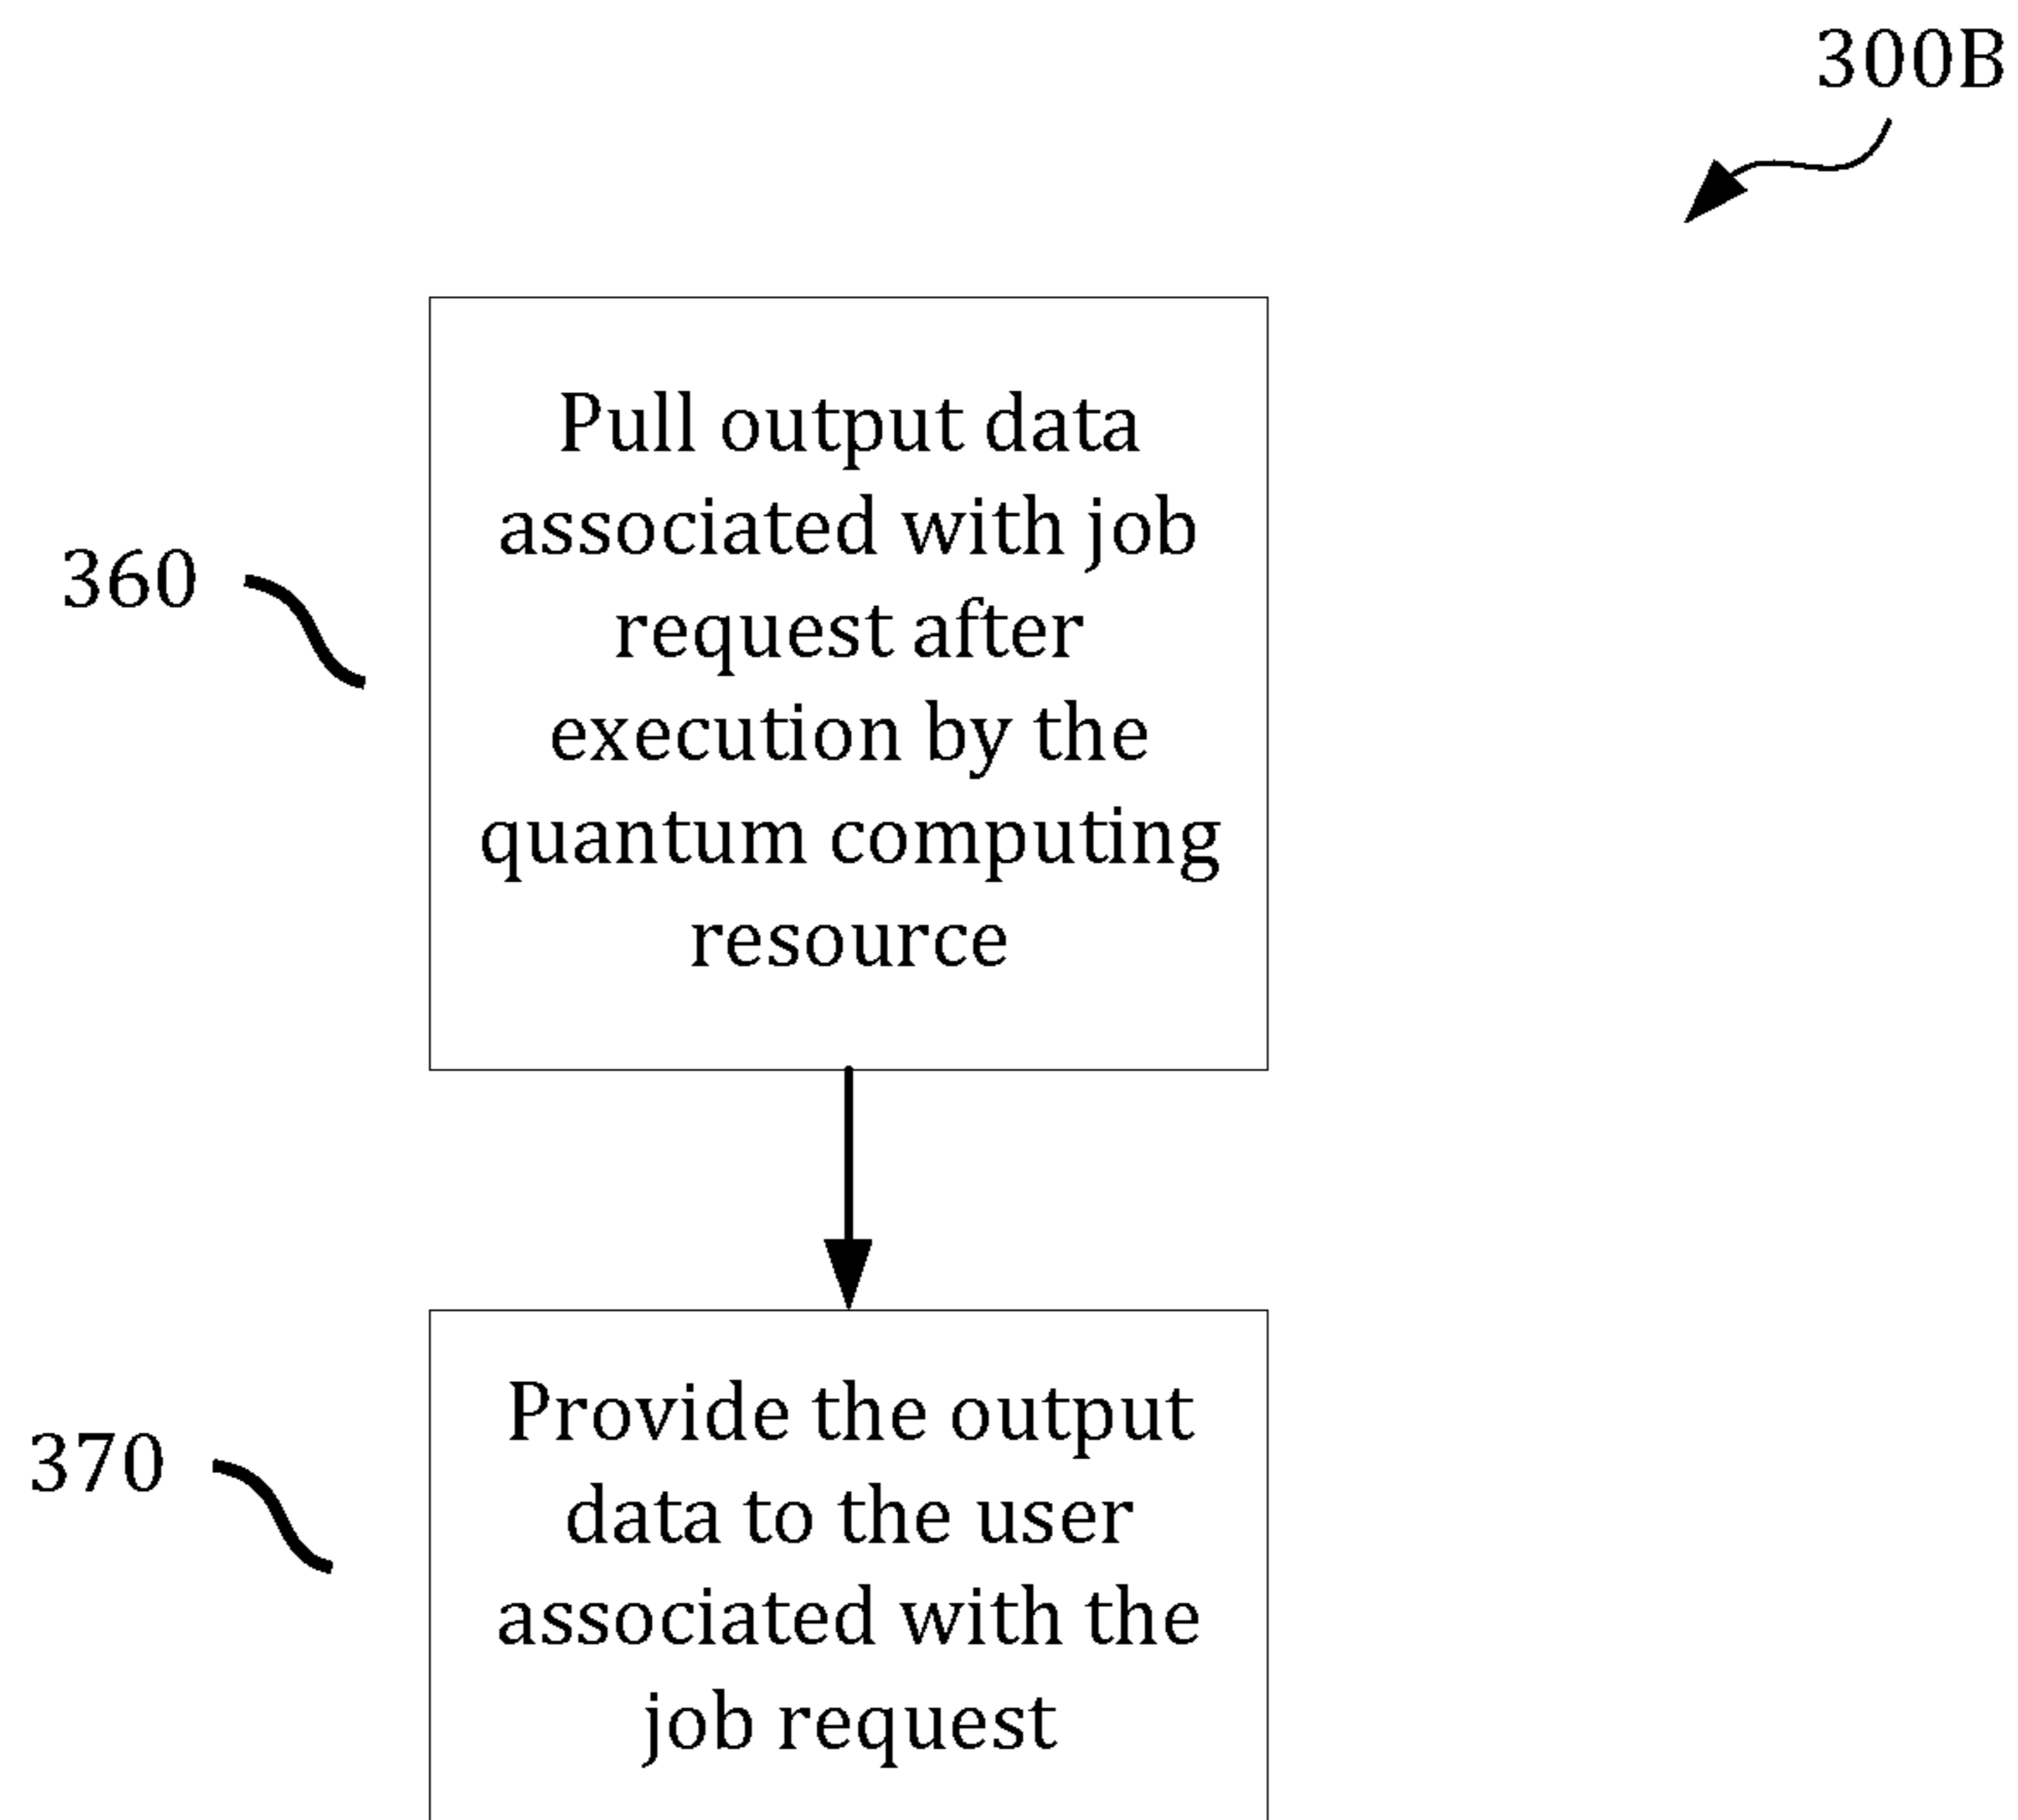 300B
Pull output data
associated with job
request after
execution by the
quantum computing
resource
360
Provide the output
data to the user
associated with the
job request
370